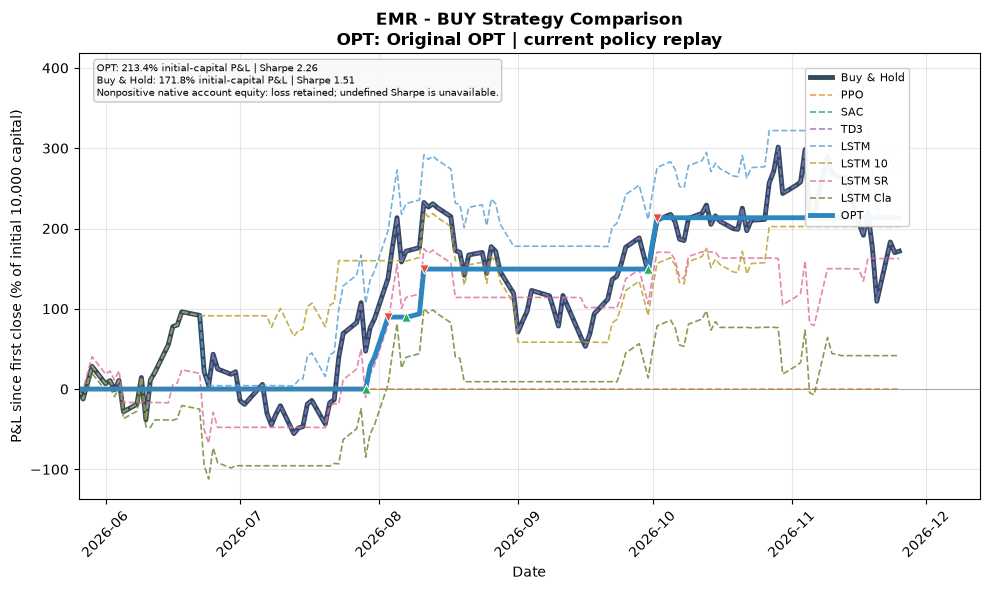 EMR - BUY Strategy Comparison
OPT: Original OPT | current policy replay
OPT: 213.4% initial-capital P&L | Sharpe 2.26
Buy & Hold: 171.8% initial-capital P&L | Sharpe 1.51
Nonpositive native account equity: loss retained; undefined Sharpe is unavailable.
Buy & Hold
PPO
SAC
TD3
LSTM
LSTM 10
LSTM SR
LSTM Cla
OPT
P&L since first close (% of initial 10,000 capital)
400
300
200
100
0
−100
2026-06
2026-07
2026-08
2026-09
2026-10
2026-11
2026-12
Date